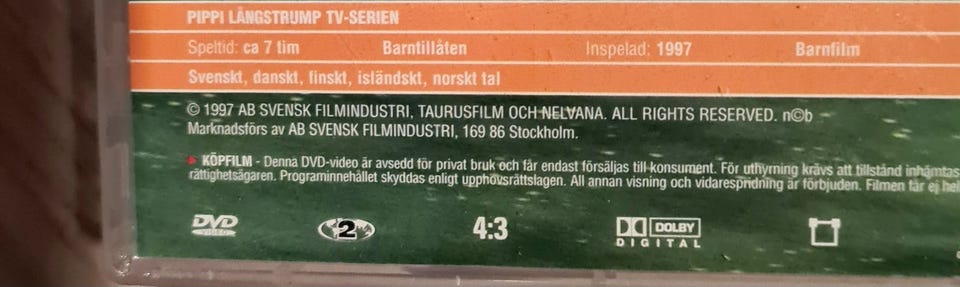 PIPPI LÅNGSTRUMP TV-SERIEN
Speltid: ca 7 tim Barntillåten Inspelad: 1997 Barnfilm
Svenskt, danskt, finskt, isländskt, norskt tal
© 1997 AB SVENSK FILMINDUSTRI, TAURUSFILM OCH NELVANA. ALL RIGHTS RESERVED. n©b
Marknadsförs av AB SVENSK FILMINDUSTRI, 169 86 Stockholm.
KÖPFILM - Denna DVD-video är avsedd för privat bruk och får endast försäljas till konsument. För uthyrning krävs att tillstånd inhämtas
rättighetsägaren. Programinnehållet skyddas enligt upphovsrättslagen. All annan visning och vidarespridning är förbjuden. Filmen får ej
DVD VIDEO 2 4:3 DOLBY DIGITAL